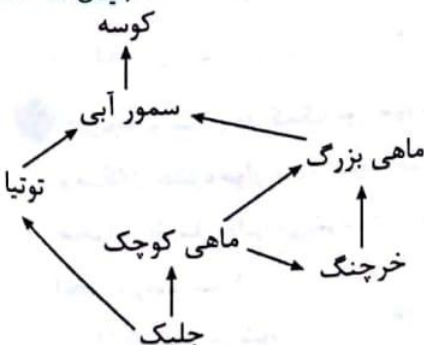 کوسه
سمور آبی
ماهی بزرگ
توتیا
ماهی کوچک
خرچنگ
جلبک